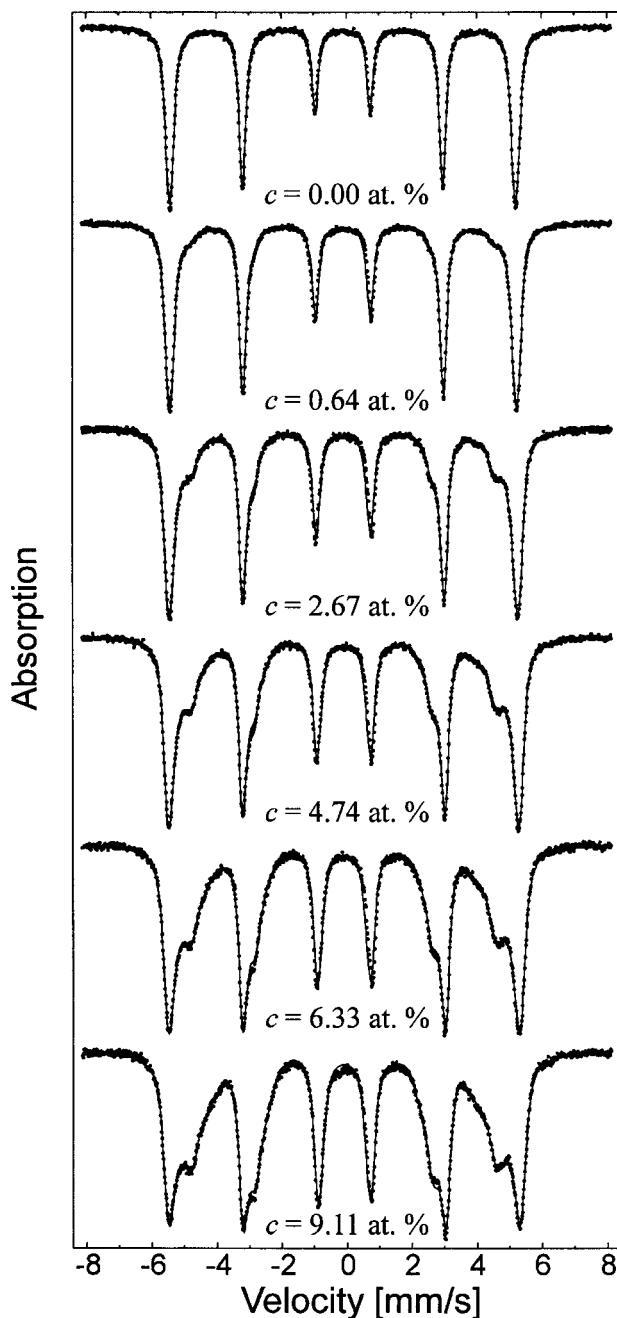 c = 0.00 at. %
c = 0.64 at. %
c = 2.67 at. %
c = 4.74 at. %
c = 6.33 at. %
c = 9.11 at. %
Absorption
-8 -6 -4 -2 0 2 4 6 8
Velocity [mm/s]